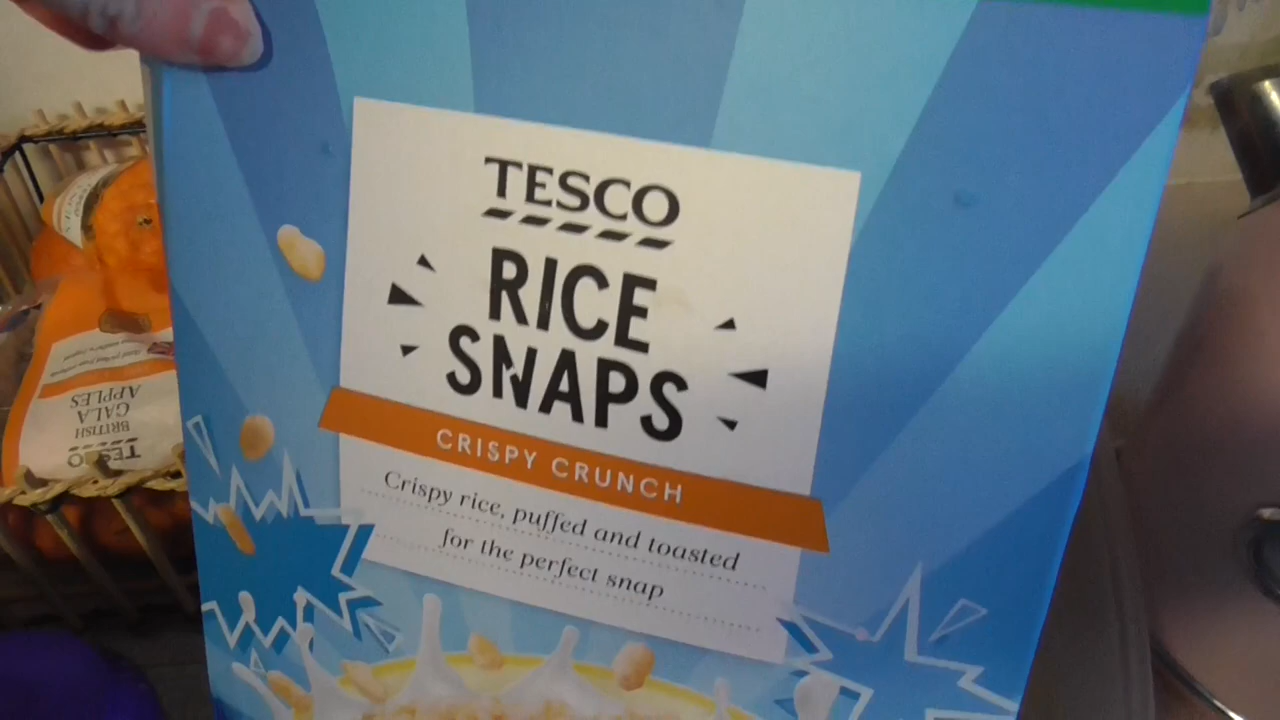 TESCO
RICE
SNAPS
CRISPY CRUNCH
Crispy rice, puffed and toasted
for the perfect snap
TESCO
BRITISH
GALA
APPLES